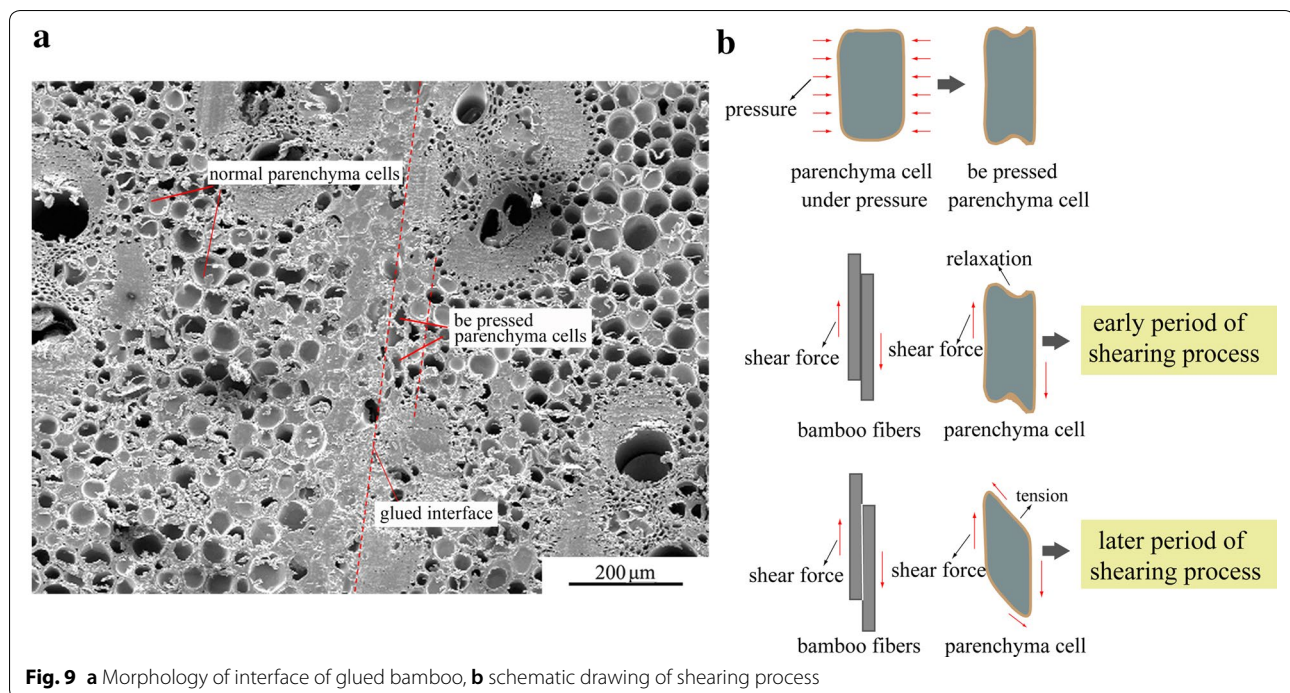 a
normal parenchyma cells
be pressed
parenchyma cells
glued interface
200 μm
b
pressure
parenchyma cell
under pressure
be pressed
parenchyma cell
relaxation
shear force
shear force
early period of
shearing process
bamboo fibers
parenchyma cell
tension
shear force
shear force
later period of
shearing process
bamboo fibers
parenchyma cell
Fig. 9 a Morphology of interface of glued bamboo, b schematic drawing of shearing process